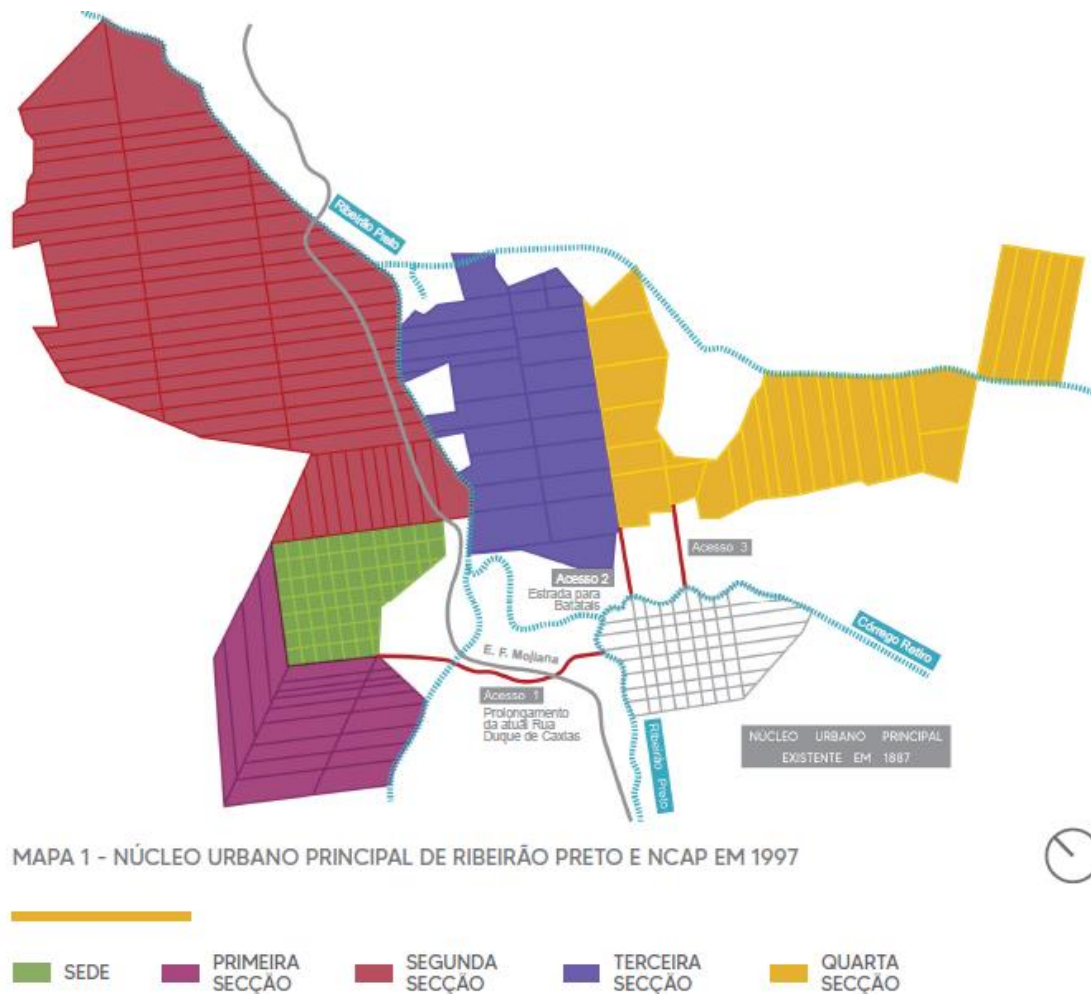 Ribeirão Preto
Acesso 3
Acesso 2
Estrada para
Batatais
Córrego Retiro
E. F. Mojiana
Acesso 1
Prolongamento
da atual Rua
Duque de Caxias
Ribeirão Preto
NÚCLEO URBANO PRINCIPAL
EXISTENTE EM 1887
MAPA 1 - NÚCLEO URBANO PRINCIPAL DE RIBEIRÃO PRETO E NCAP EM 1997
SEDE
PRIMEIRA
SECÇÃO
SEGUNDA
SECÇÃO
TERCEIRA
SECÇÃO
QUARTA
SECÇÃO